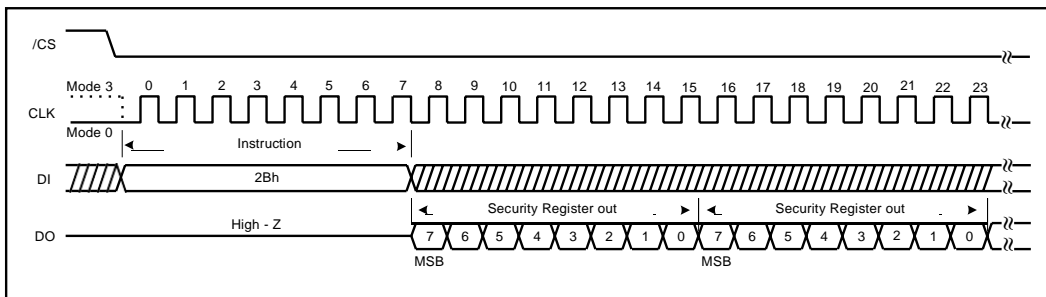 /CS
Mode 3 0 1 2 3 4 5 6 7 8 9 10 11 12 13 14 15 16 17 18 19 20 21 22 23
CLK
Mode 0
Instruction
DI 2Bh
Security Register out Security Register out
DO High - Z 7 6 5 4 3 2 1 0 7 6 5 4 3 2 1 0
MSB MSB